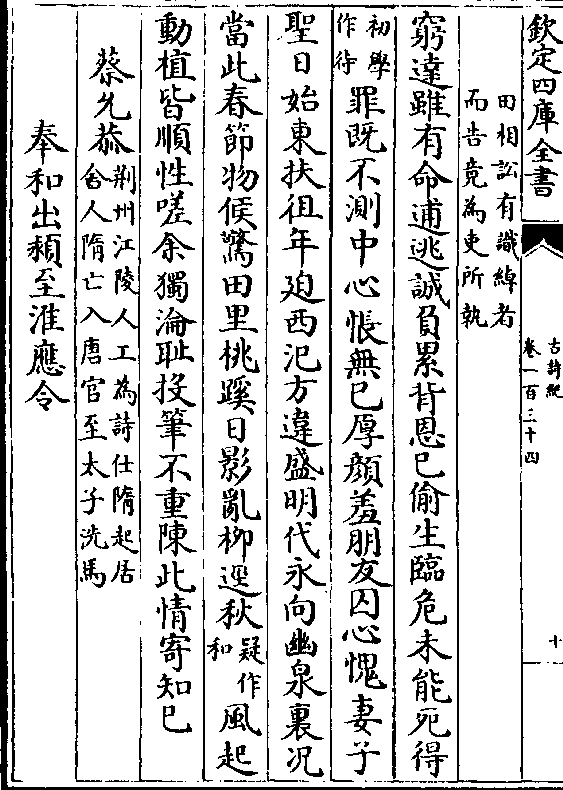 欽定四庫全書
古詩紀
卷一百三十四
十
田相訟有識綽者
而告竟為吏所執
窮達雖有命逋逃誠負累背恩已偷生臨危未能死得
初學
作待
罪既不測中心悵無已厚顏羞朋友囚心愧妻子
聖日始東扶徂年迫西汜方違盛明代永向幽泉裏況
當此春節物候驚田里桃蹊日影亂柳逕秋
疑作
和
風起
動植皆順性嗟余獨淪恥投筆不重陳此情寄知已
蔡允恭
荆州江陵人工為詩仕隋起居
舍人隋亡入唐官至太子洗馬
奉和出潁至淮應令